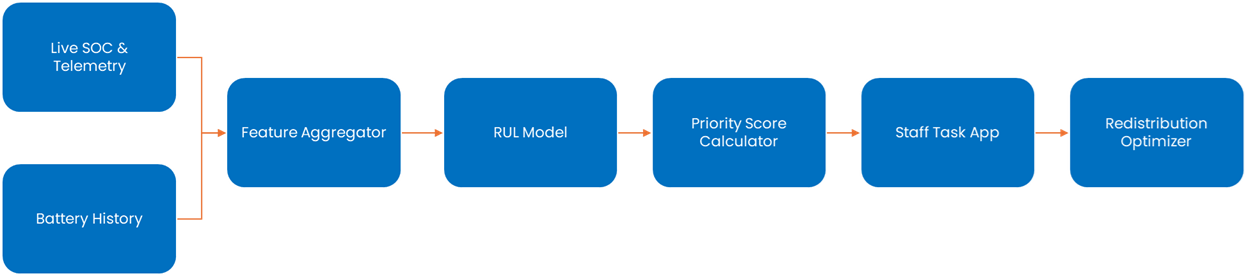 Live SOC &
Telemetry
Battery History
Feature Aggregator
RUL Model
Priority Score
Calculator
Staff Task App
Redistribution
Optimizer